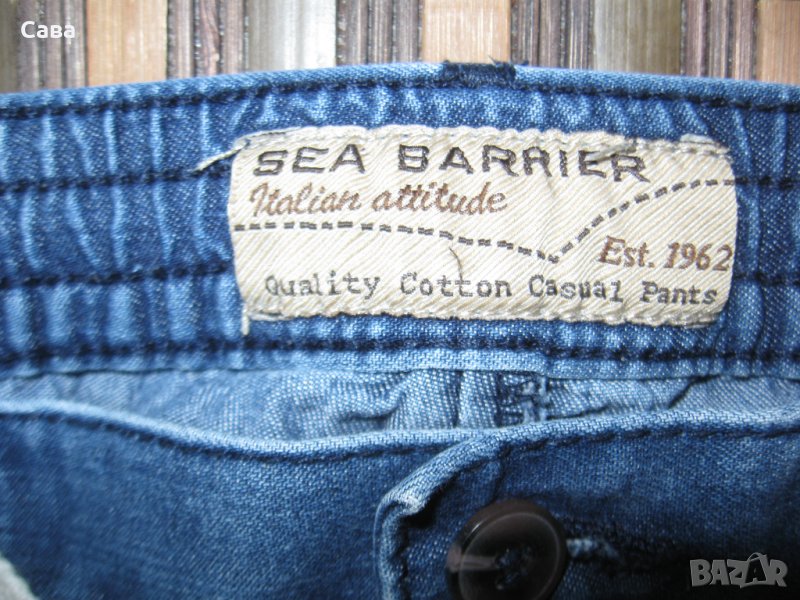 Сава
SEA BARRIER
Italian attitude
Est. 1962
Quality Cotton Casual Pants
BAZAR